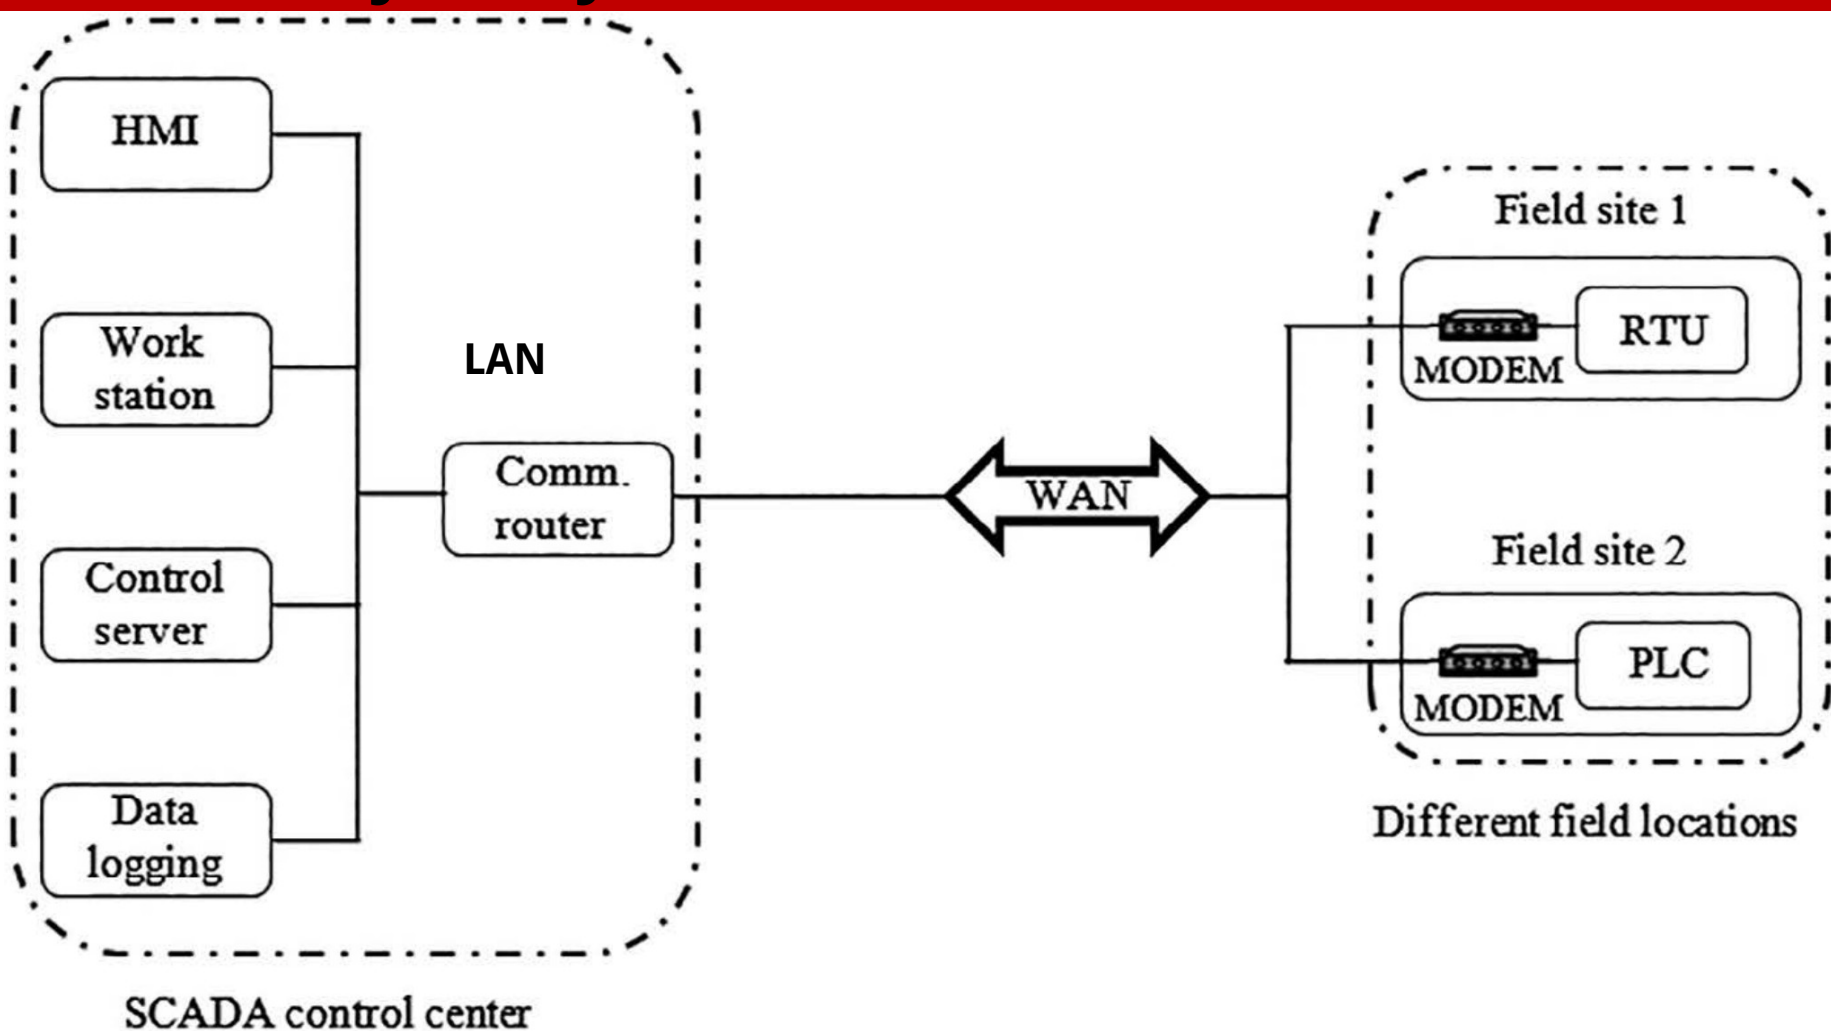 HMI
Work
station
LAN
Comm.
router
Control
server
Data
logging
SCADA control center
WAN
Field site 1
RTU
MODEM
Field site 2
PLC
MODEM
Different field locations